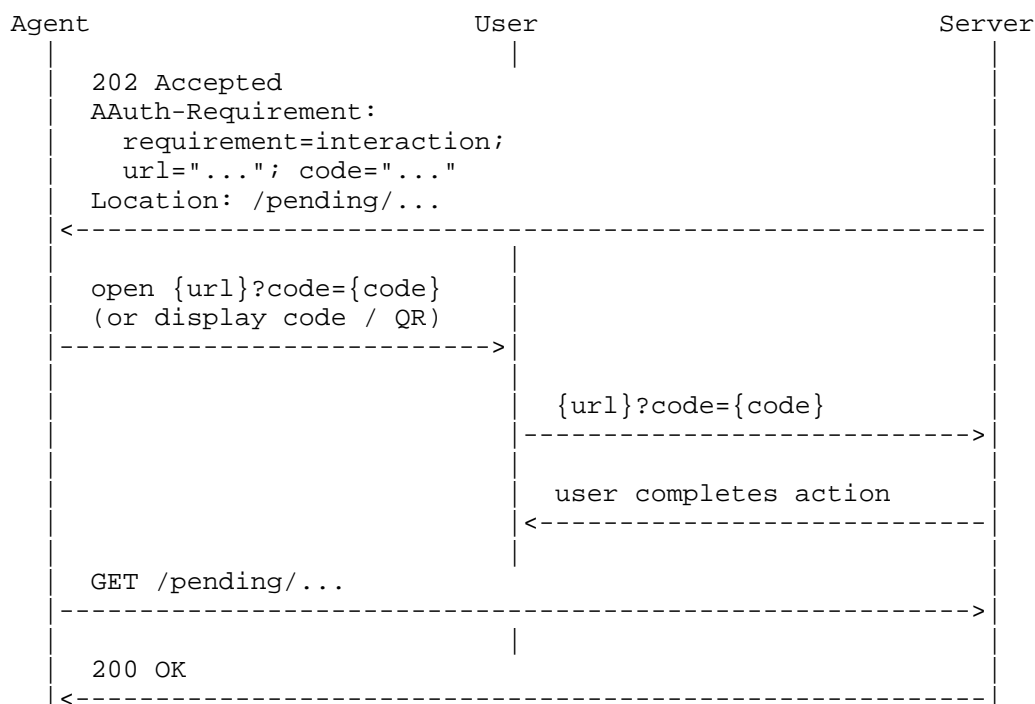 Agent User Server
202 Accepted
AAuth-Requirement:
requirement=interaction;
url="..."; code="..."
Location: /pending/...
open {url}?code={code}
(or display code / QR)
{url}?code={code}
user completes action
GET /pending/...
200 OK